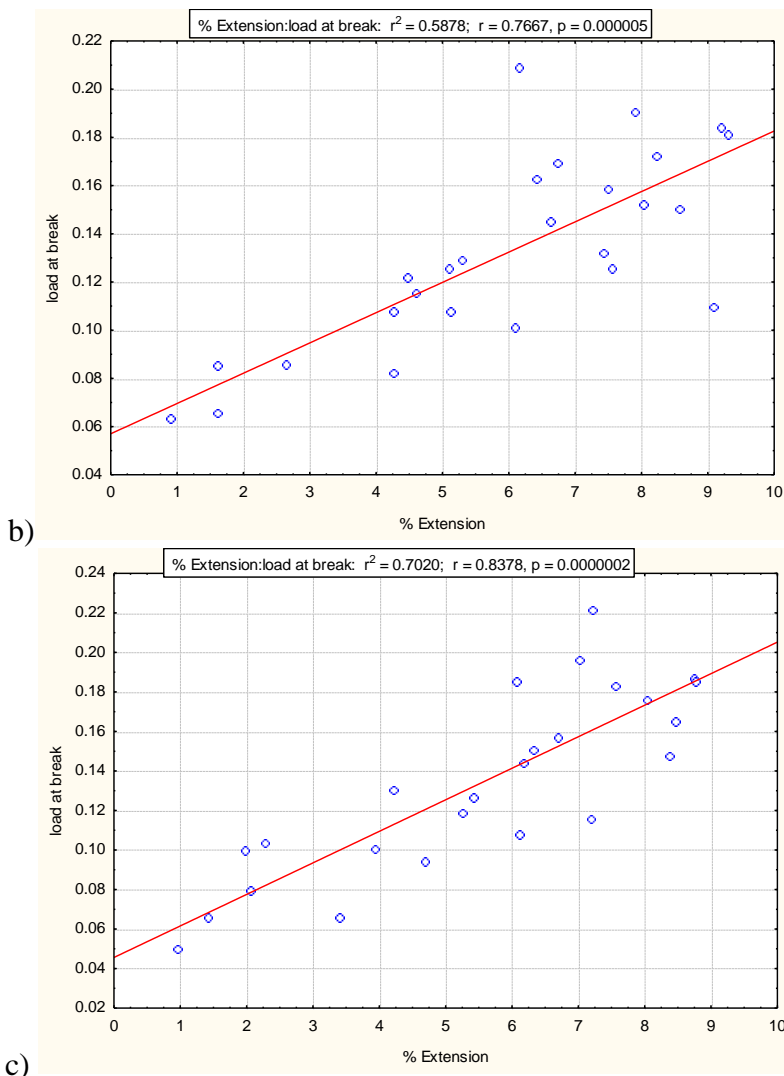 % Extension:load at break: r² = 0.5878; r = 0.7667, p = 0.000005
0.22
0.20
0.18
0.16
0.14
0.12
0.10
0.08
0.06
0.04
load at break
0 1 2 3 4 5 6 7 8 9 10
% Extension
b)
% Extension:load at break: r² = 0.7020; r = 0.8378, p = 0.0000002
0.24
0.22
0.20
0.18
0.16
0.14
0.12
0.10
0.08
0.06
0.04
0.02
load at break
0 1 2 3 4 5 6 7 8 9 10
% Extension
c)